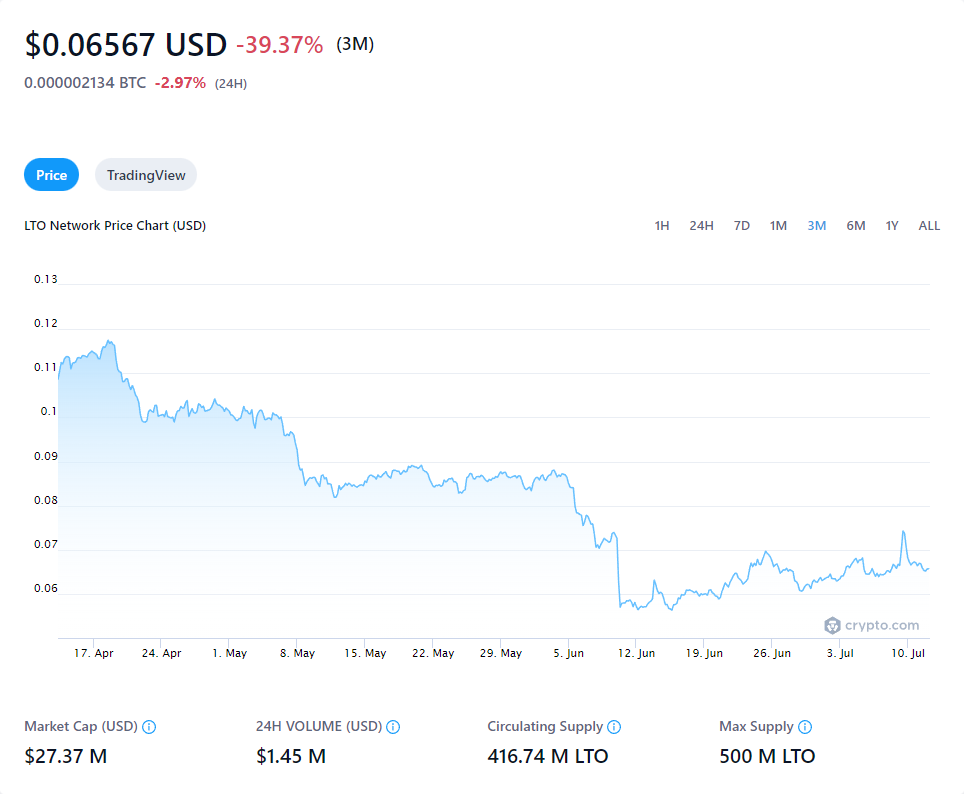 $0.06567 USD -39.37% (3M)
0.000002134 BTC -2.97% (24H)
Price TradingView
LTO Network Price Chart (USD) 1H 24H 7D 1M 3M 6M 1Y ALL
0.13
0.12
0.11
0.1
0.09
0.08
0.07
0.06
crypto.com
17. Apr 24. Apr 1. May 8. May 15. May 22. May 29. May 5. Jun 12. Jun 19. Jun 26. Jun 3. Jul 10. Jul
Market Cap (USD) 24H VOLUME (USD) Circulating Supply Max Supply
$27.37 M $1.45 M 416.74 M LTO 500 M LTO